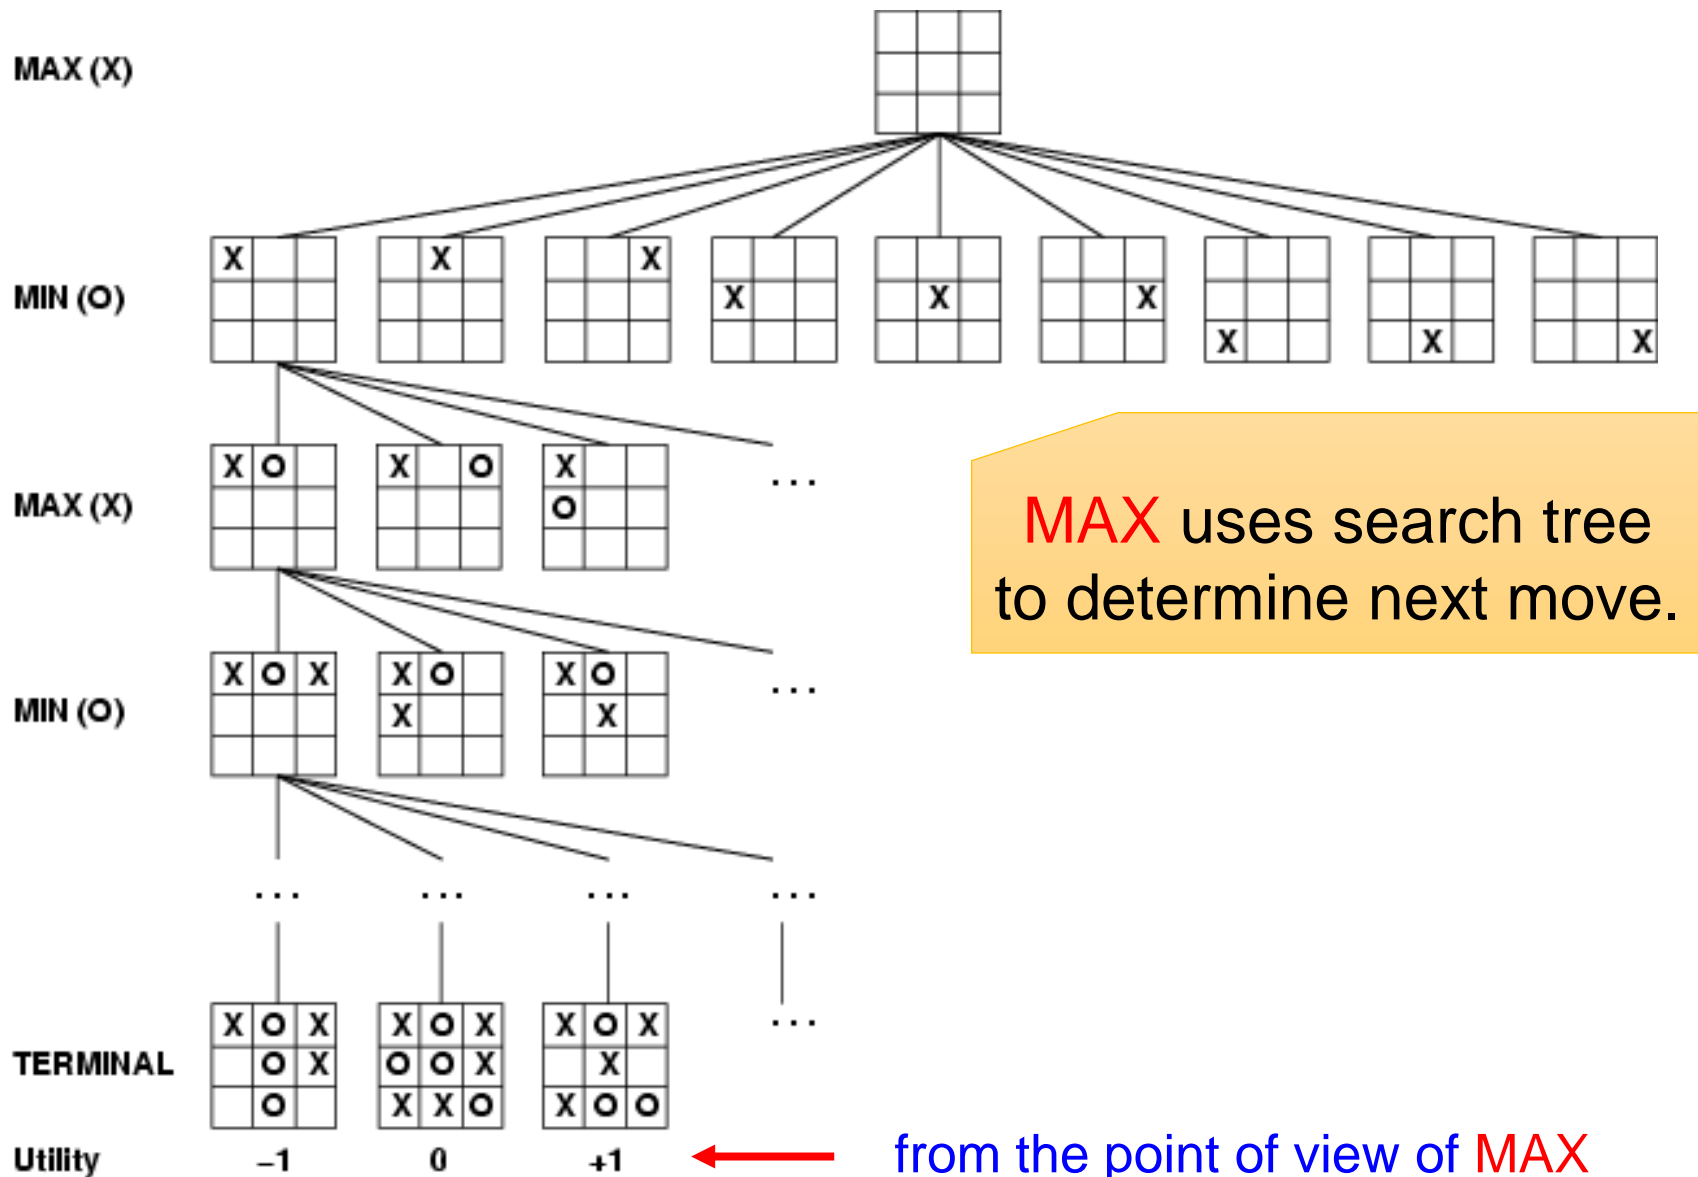 MAX (X)
X X X
MIN (O) X X X
X X X
X O X O X
MAX (X) O
...
MAX uses search tree
to determine next move.
X O X X O X O
MIN (O) X X
...
... ... ... ...
X O X X O X X O X ...
TERMINAL O X O O X X
O X X O X O O
Utility −1 0 +1 from the point of view of MAX